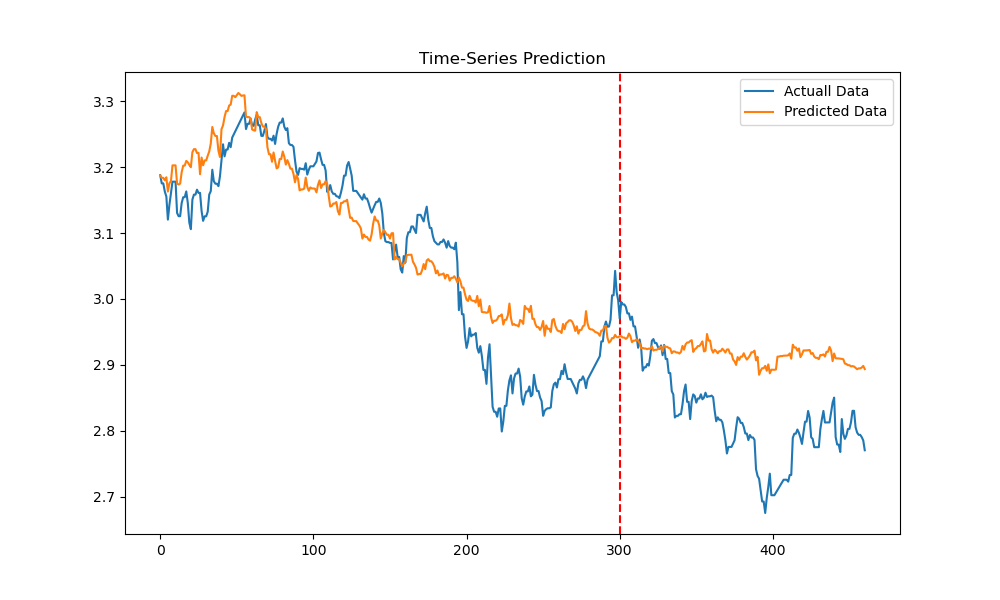 Time-Series Prediction
Actuall Data
Predicted Data
3.3
3.2
3.1
3.0
2.9
2.8
2.7
0 100 200 300 400